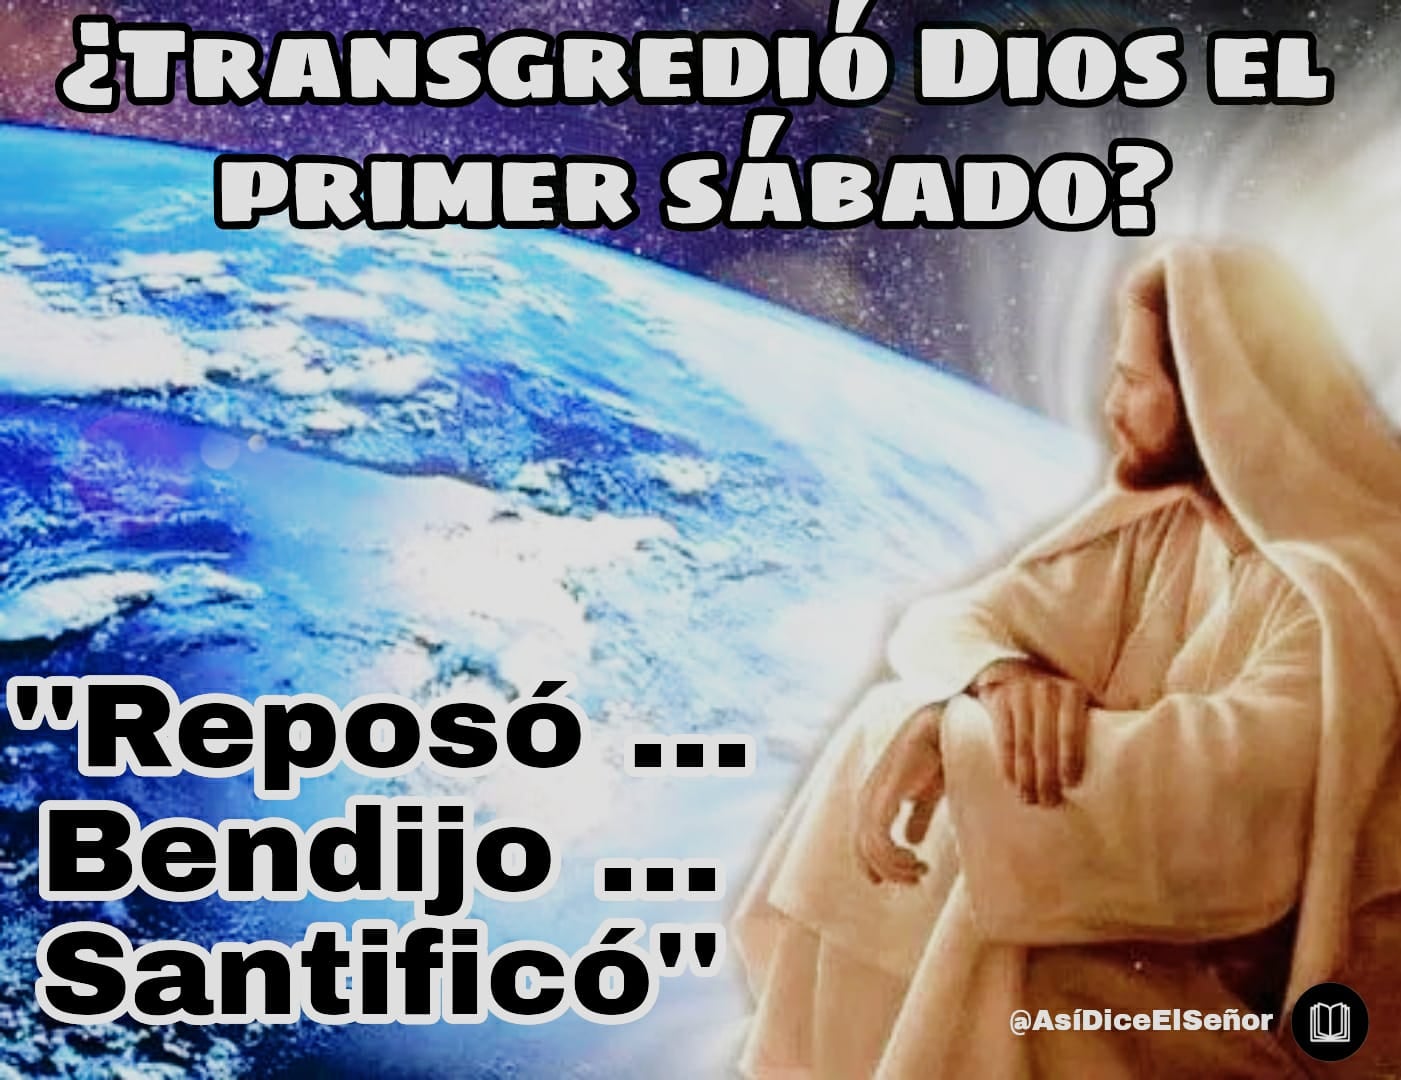 ¿Transgredió Dios el
primer sábado?
"Reposó ...
Bendijo ...
Santificó"
@AsíDiceElSeñor